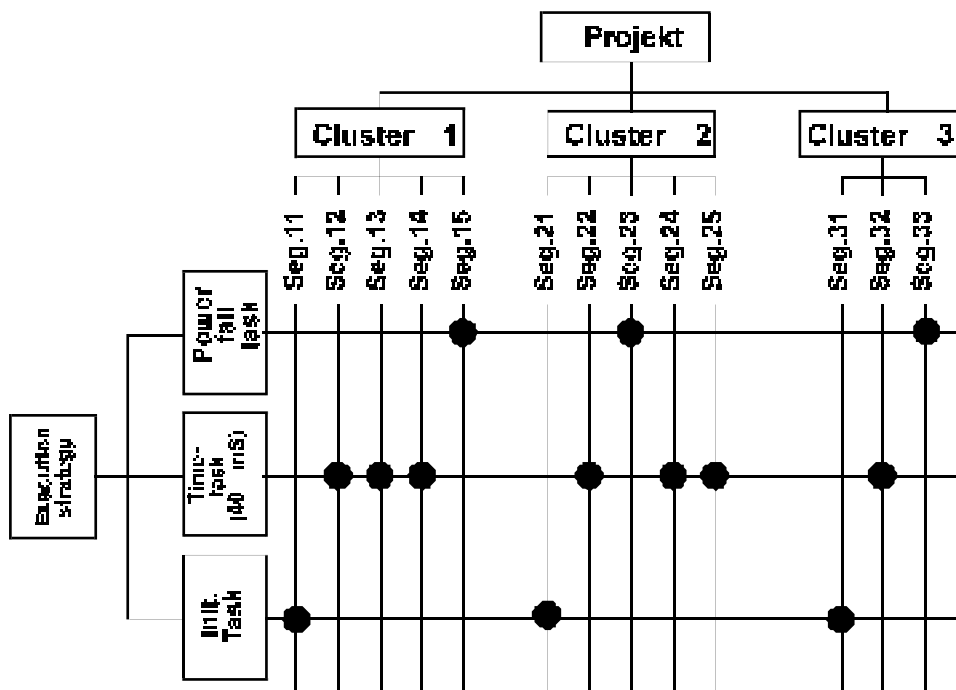 Projekt
Cluster 1
Cluster 2
Cluster 3
Seg.11
Seg.12
Seg.13
Seg.14
Seg.15
Seg.21
Seg.22
Seg.23
Seg.24
Seg.25
Seg.31
Seg.32
Seg.33
Power
fail
task
Time-
task
(40 mS)
Init.
Task
Execution
strategy